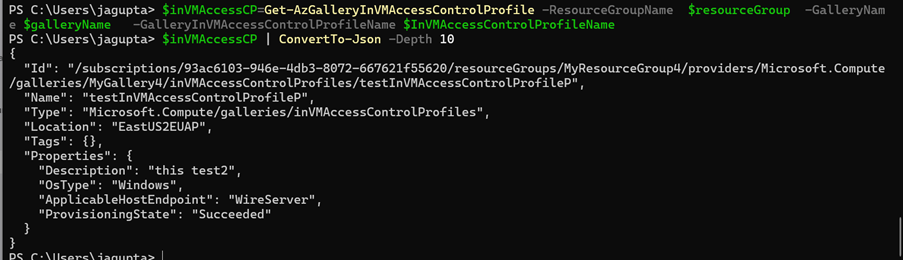 PS C:\Users\jagupta> $inVMAccessCP=Get-AzGalleryInVMAccessControlProfile -ResourceGroupName  $resourceGroup  -GalleryNam
e $galleryName   -GalleryInVMAccessControlProfileName $InVMAccessControlProfileName
PS C:\Users\jagupta> $inVMAccessCP | ConvertTo-Json -Depth 10
{
  "Id": "/subscriptions/93ac6103-946e-4db3-8072-667621f55620/resourceGroups/MyResourceGroup4/providers/Microsoft.Compute
/galleries/MyGallery4/inVMAccessControlProfiles/testInVMAccessControlProfileP",
  "Name": "testInVMAccessControlProfileP",
  "Type": "Microsoft.Compute/galleries/inVMAccessControlProfiles",
  "Location": "EastUS2EUAP",
  "Tags": {},
  "Properties": {
    "Description": "this test2",
    "OsType": "Windows",
    "ApplicableHostEndpoint": "WireServer",
    "ProvisioningState": "Succeeded"
  }
}
PS C:\Users\jagupta>